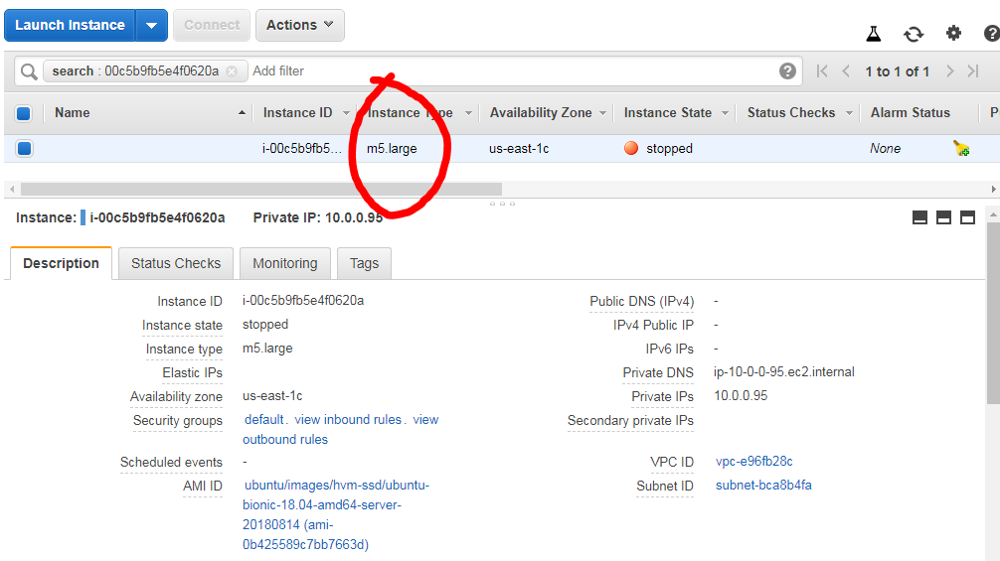 Launch Instance Connect Actions
search : 00c5b9fb5e4f0620a Add filter 1 to 1 of 1
Name Instance ID Instance Type Availability Zone Instance State Status Checks Alarm Status
i-00c5b9fb5... m5.large us-east-1c stopped None
Instance: i-00c5b9fb5e4f0620a Private IP: 10.0.0.95
Description Status Checks Monitoring Tags
Instance ID i-00c5b9fb5e4f0620a Public DNS (IPv4) -
Instance state stopped IPv4 Public IP -
Instance type m5.large IPv6 IPs -
Elastic IPs Private DNS ip-10-0-0-95.ec2.internal
Availability zone us-east-1c Private IPs 10.0.0.95
Security groups default. view inbound rules. view Secondary private IPs
outbound rules
Scheduled events - VPC ID vpc-e96fb28c
AMI ID ubuntu/images/hvm-ssd/ubuntu- Subnet ID subnet-bca8b4fa
bionic-18.04-amd64-server-
20180814 (ami-
0b425589c7bb7663d)